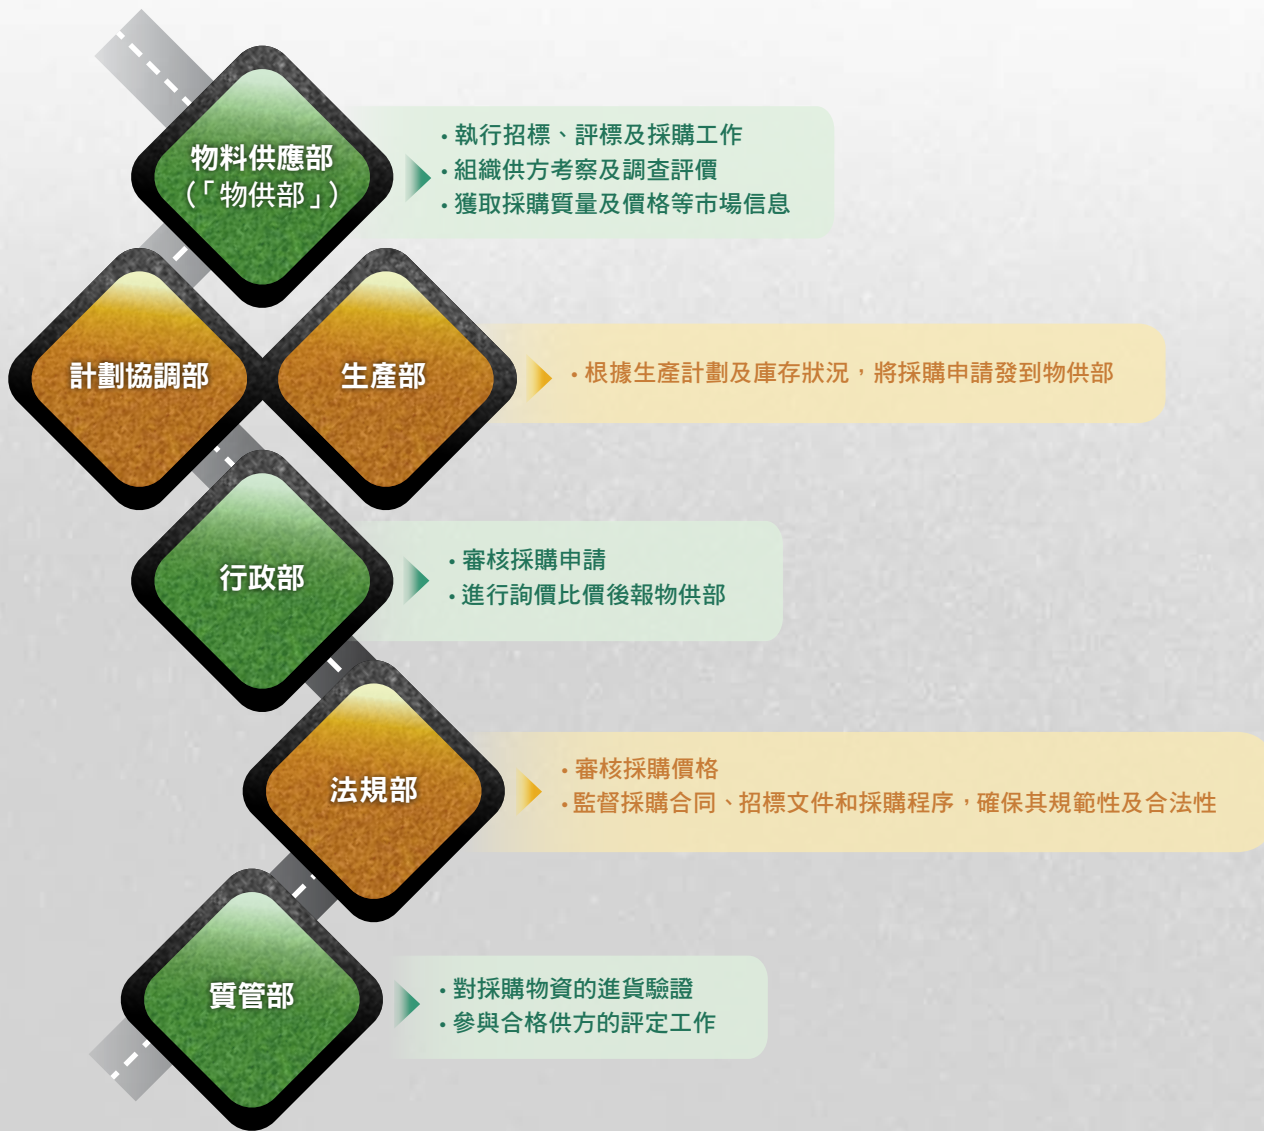 物料供應部
（「物供部」）
• 執行招標、評標及採購工作
• 組織供方考察及調查評價
• 獲取採購質量及價格等市場信息
計劃協調部
生產部
• 根據生產計劃及庫存狀況，將採購申請發到物供部
行政部
• 審核採購申請
• 進行詢價比價後報物供部
法規部
• 審核採購價格
• 監督採購合同、招標文件和採購程序，確保其規範性及合法性
質管部
• 對採購物資的進貨驗證
• 參與合格供方的評定工作